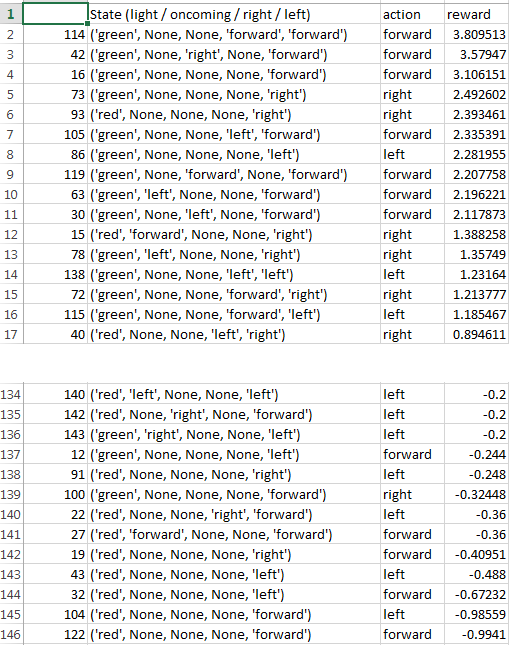 1 State (light / oncoming / right / left) action reward
2 114 ('green', None, None, 'forward', 'forward') forward 3.809513
3 42 ('green', None, 'right', None, 'forward') forward 3.57947
4 16 ('green', None, None, None, 'forward') forward 3.106151
5 73 ('green', None, None, None, 'right') right 2.492602
6 93 ('red', None, None, None, 'right') right 2.393461
7 105 ('green', None, None, 'left', 'forward') forward 2.335391
8 86 ('green', None, None, None, 'left') left 2.281955
9 119 ('green', None, 'forward', None, 'forward') forward 2.207758
10 63 ('green', 'left', None, None, 'forward') forward 2.196221
11 30 ('green', None, 'left', None, 'forward') forward 2.117873
12 15 ('red', 'forward', None, None, 'right') right 1.388258
13 78 ('green', 'left', None, None, 'right') right 1.35749
14 138 ('green', None, None, 'left', 'left') left 1.23164
15 72 ('green', None, None, 'forward', 'right') right 1.213777
16 115 ('green', None, None, 'forward', 'left') left 1.185467
17 40 ('red', None, None, 'left', 'right') right 0.894611
134 140 ('red', 'left', None, None, 'left') left -0.2
135 142 ('red', None, 'right', None, 'forward') left -0.2
136 143 ('green', 'right', None, None, 'left') left -0.2
137 12 ('green', None, None, None, 'left') forward -0.244
138 91 ('red', None, None, None, 'right') left -0.248
139 100 ('green', None, None, None, 'forward') right -0.32448
140 22 ('red', None, None, 'right', 'forward') left -0.36
141 27 ('red', 'forward', None, None, 'forward') forward -0.36
142 19 ('red', None, None, None, 'right') forward -0.40951
143 43 ('red', None, None, None, 'left') left -0.488
144 32 ('red', None, None, None, 'left') forward -0.67232
145 104 ('red', None, None, None, 'forward') left -0.98559
146 122 ('red', None, None, None, 'forward') forward -0.9941